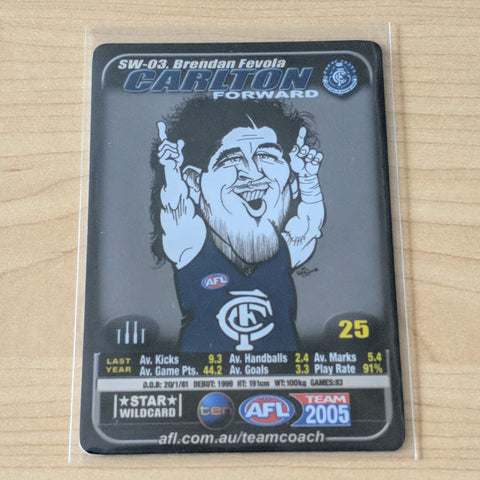 SW-03. Brendan Fevola
CARLTON
FORWARD
AFL
CFC
25
LAST YEAR
Av. Kicks 9.3 Av. Handballs 2.4 Av. Marks 5.4
Av. Game Pts. 44.2 Av. Goals 3.3 Play Rate 91%
D.O.B: 20/1/81 DEBUT: 1999 HT: 191cm WT: 100kg GAMES: 83
★STAR★
WILDCARD
ten
AFL
TEAM
2005
afl.com.au/teamcoach